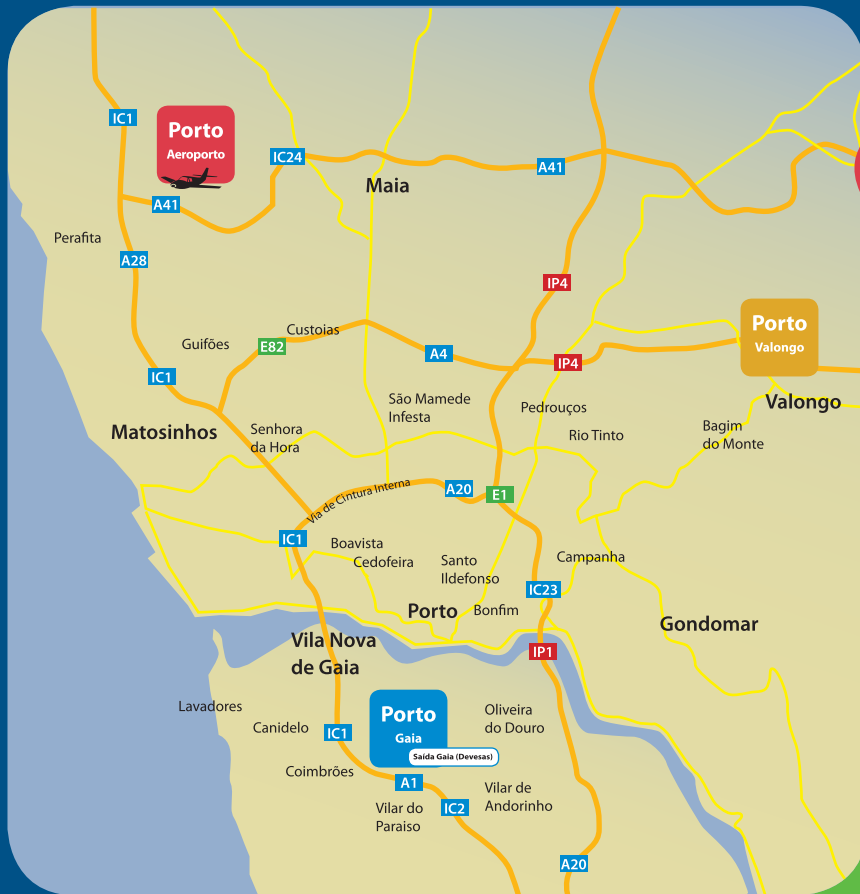 IC1
Porto
Aeroporto
IC24
A41
Maia
A41
Perafita
A28
IP4
Porto
Valongo
Custoias
Guifões
E82
A4
IP4
IC1
São Mamede
Infesta
Pedrouços
Valongo
Matosinhos
Senhora
da Hora
Rio Tinto
Bagim
do Monte
Via de Cintura Interna
A20
E1
IC1
Boavista
Cedofeira
Santo
Ildefonso
Campanha
IC23
Porto
Bonfim
Gondomar
Vila Nova
de Gaia
IP1
Lavadores
Canidelo
IC1
Porto
Gaia
Saída Gaia (Devesas)
Oliveira
do Douro
Coimbrões
A1
Vilar do
Paraiso
IC2
Vilar de
Andorinho
A20